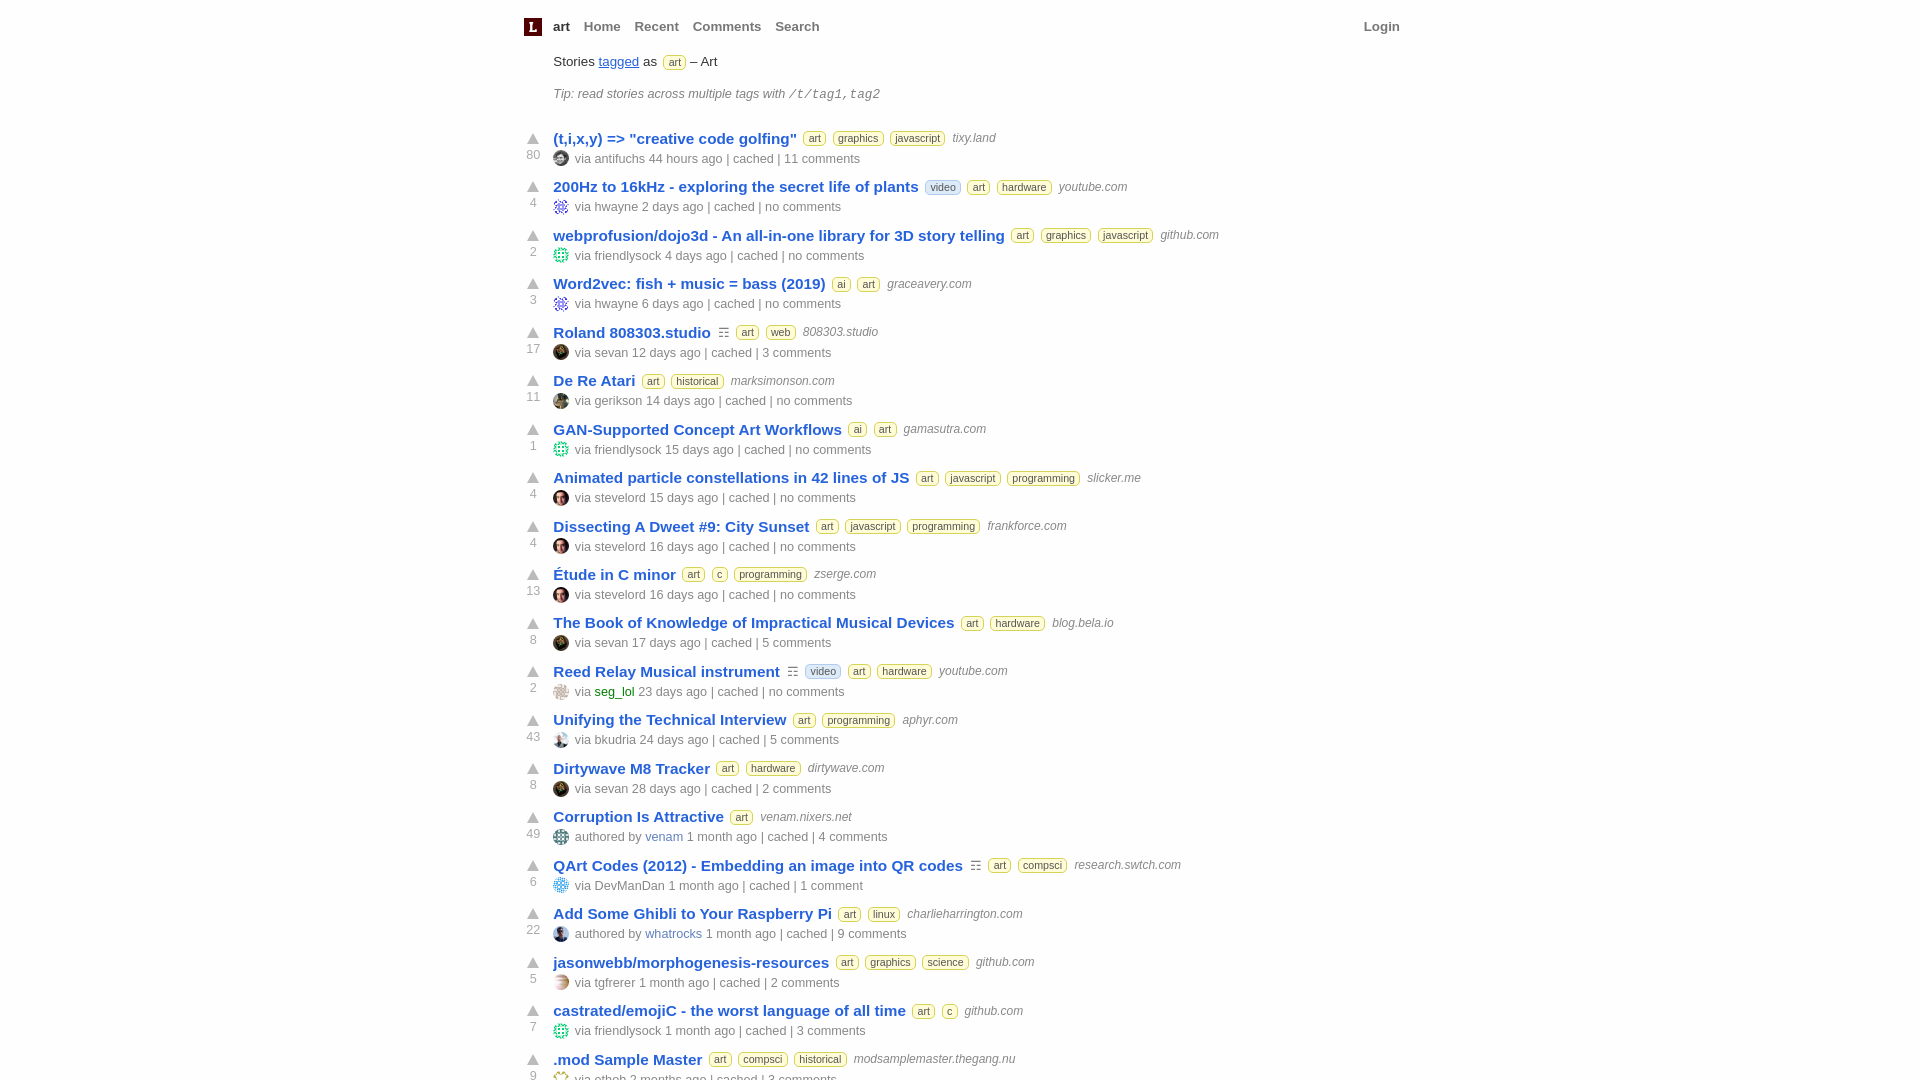 L art Home Recent Comments Search Login
Stories tagged as art – Art
Tip: read stories across multiple tags with /t/tag1,tag2
(t,i,x,y) => "creative code golfing" art graphics javascript tixy.land
80 via antifuchs 44 hours ago | cached | 11 comments
200Hz to 16kHz - exploring the secret life of plants video art hardware youtube.com
4 via hwayne 2 days ago | cached | no comments
webprofusion/dojo3d - An all-in-one library for 3D story telling art graphics javascript github.com
2 via friendlysock 4 days ago | cached | no comments
Word2vec: fish + music = bass (2019) ai art graceavery.com
3 via hwayne 6 days ago | cached | no comments
Roland 808303.studio ☶ art web 808303.studio
17 via sevan 12 days ago | cached | 3 comments
De Re Atari art historical marksimonson.com
11 via gerikson 14 days ago | cached | no comments
GAN-Supported Concept Art Workflows ai art gamasutra.com
1 via friendlysock 15 days ago | cached | no comments
Animated particle constellations in 42 lines of JS art javascript programming slicker.me
4 via stevelord 15 days ago | cached | no comments
Dissecting A Dweet #9: City Sunset art javascript programming frankforce.com
4 via stevelord 16 days ago | cached | no comments
Étude in C minor art c programming zserge.com
13 via stevelord 16 days ago | cached | no comments
The Book of Knowledge of Impractical Musical Devices art hardware blog.bela.io
8 via sevan 17 days ago | cached | 5 comments
Reed Relay Musical instrument ☶ video art hardware youtube.com
2 via seg_lol 23 days ago | cached | no comments
Unifying the Technical Interview art programming aphyr.com
43 via bkudria 24 days ago | cached | 5 comments
Dirtywave M8 Tracker art hardware dirtywave.com
8 via sevan 28 days ago | cached | 2 comments
Corruption Is Attractive art venam.nixers.net
49 authored by venam 1 month ago | cached | 4 comments
QArt Codes (2012) - Embedding an image into QR codes ☶ art compsci research.swtch.com
6 via DevManDan 1 month ago | cached | 1 comment
Add Some Ghibli to Your Raspberry Pi art linux charlieharrington.com
22 authored by whatrocks 1 month ago | cached | 9 comments
jasonwebb/morphogenesis-resources art graphics science github.com
5 via tgfrerer 1 month ago | cached | 2 comments
castrated/emojiC - the worst language of all time art c github.com
7 via friendlysock 1 month ago | cached | 3 comments
.mod Sample Master art compsci historical modsamplemaster.thegang.nu
9 via etheb 2 months ago | cached | 3 comments